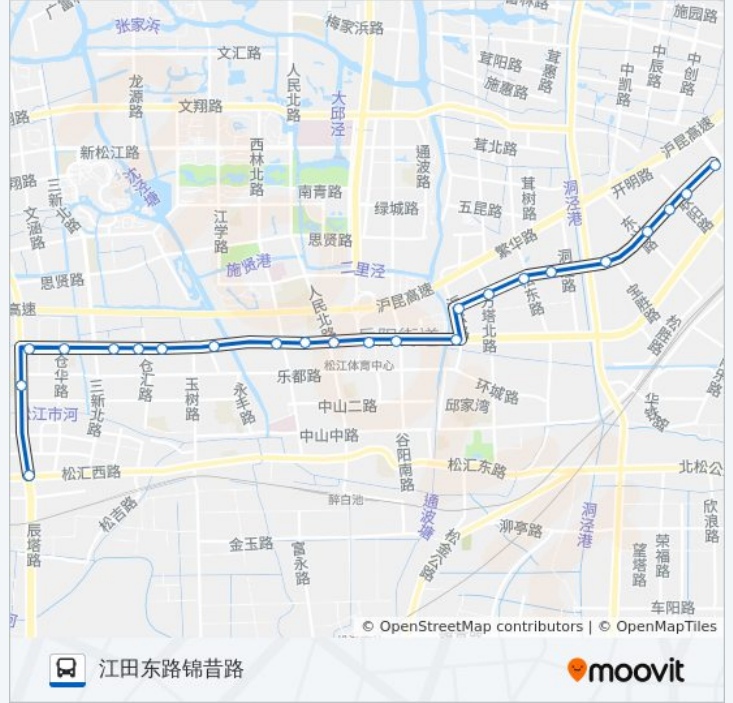 广富
张家浜
梅家浜路
施园路
文汇路
茸阳路
茸惠路
施惠路
中辰路
中创路
中凯路
龙源路
人民北路
大邱泾
文翔路
茸北路
沪昆高速
新松江路
西林北路
通波路
三新北路
文涵路
南青路
绿城路
五昆路
茸树路
洞泾港
开明路
江学路
思贤路
繁华路
施贤港
二里泾
思贤路
高速
人民北路
沪昆高速
塔北路
东路
宝胜路
仓华路
三新北路
仓汇路
玉树路
永丰路
乐都路
松江体育中心
环城路
邱家湾
江市河
中山二路
中山中路
谷阳南路
松汇西路
松汇东路
北松公
松吉路
辰塔路
醉白池
通波塘
柳亭路
洞泾港
欣浪路
金玉路
富永路
松金公路
望塔路
荣福路
车阳路
© OpenStreetMap contributors | © OpenMapTiles
江田东路锦昔路
moovit